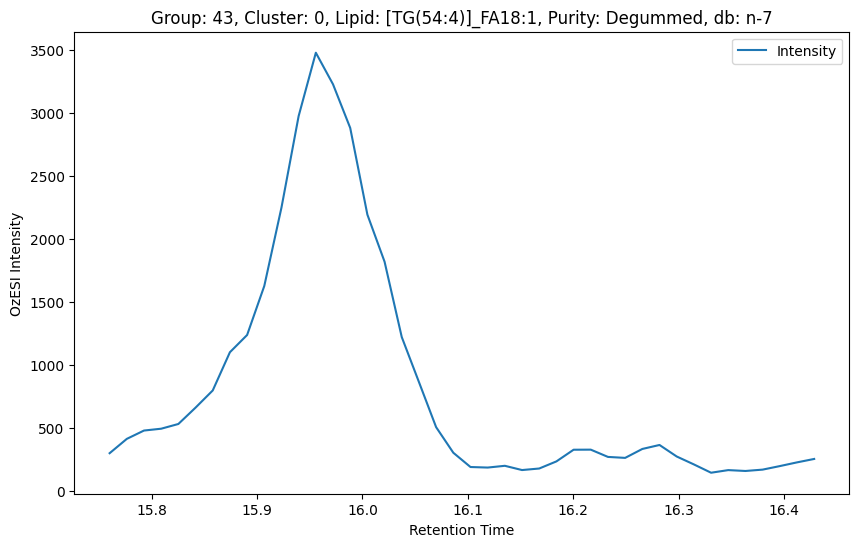 Group: 43, Cluster: 0, Lipid: [TG(54:4)]_FA18:1, Purity: Degummed, db: n-7
Intensity
3500
3000
2500
2000
1500
1000
500
0
OzESI Intensity
15.8 15.9 16.0 16.1 16.2 16.3 16.4
Retention Time